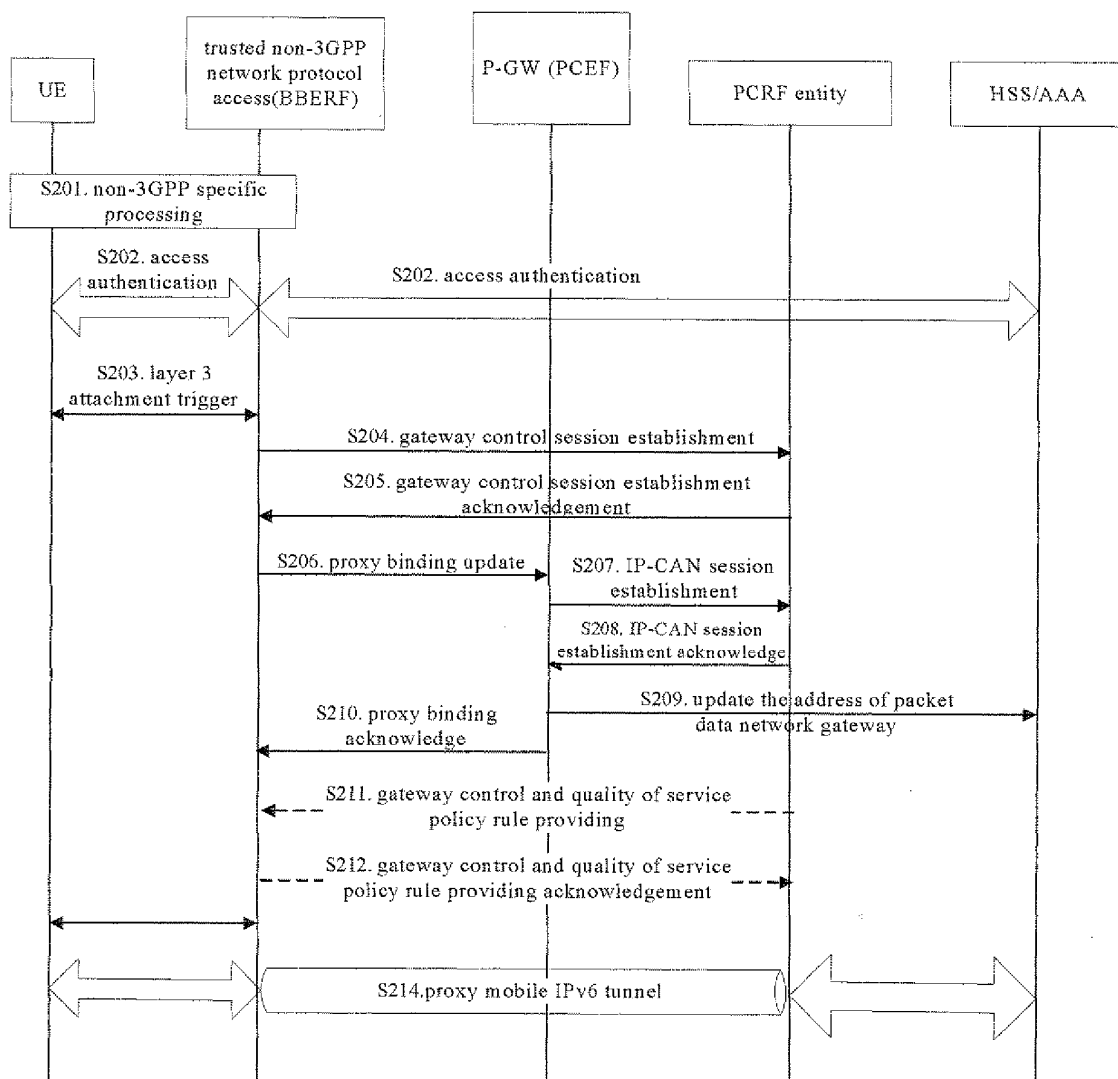 UE
trusted non-3GPP
network protocol
access(BBERF)
P-GW (PCEF)
PCRF entity
HSS/AAA
S201. non-3GPP specific
processing
S202. access
authentication
S202. access authentication
S203. layer 3
attachment trigger
S204. gateway control session establishment
S205. gateway control session establishment
acknowledgement
S206. proxy binding update
S207. IP-CAN session
establishment
S208. IP-CAN session
establishment acknowledge
S209. update the address of packet
data network gateway
S210. proxy binding
acknowledge
S211. gateway control and quality of service
policy rule providing
S212. gateway control and quality of service
policy rule providing acknowledgement
S214.proxy mobile IPv6 tunnel